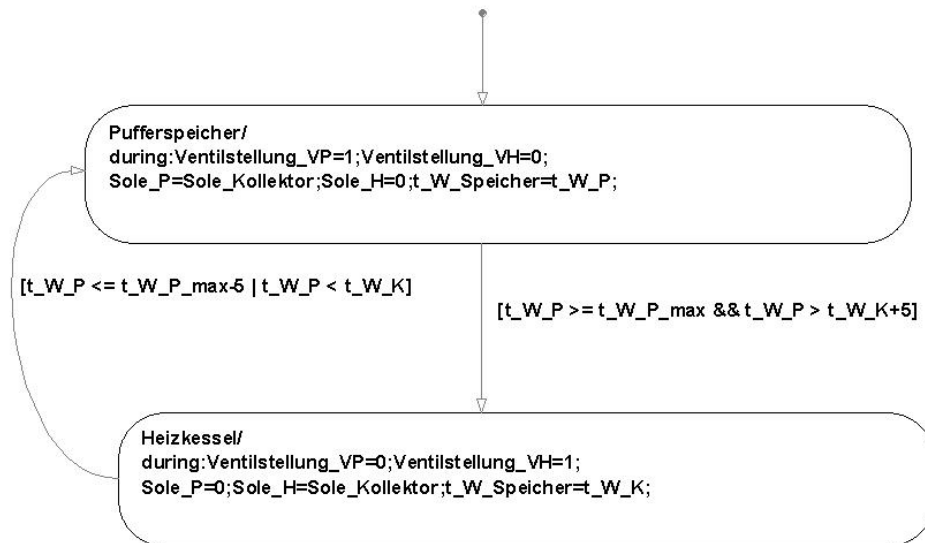 Pufferspeicher/
during:Ventilstellung_VP=1;Ventilstellung_VH=0;
Sole_P=Sole_Kollektor;Sole_H=0;t_W_Speicher=t_W_P;
[t_W_P <= t_W_P_max-5 | t_W_P < t_W_K]
[t_W_P >= t_W_P_max && t_W_P > t_W_K+5]
Heizkessel/
during:Ventilstellung_VP=0;Ventilstellung_VH=1;
Sole_P=0;Sole_H=Sole_Kollektor;t_W_Speicher=t_W_K;